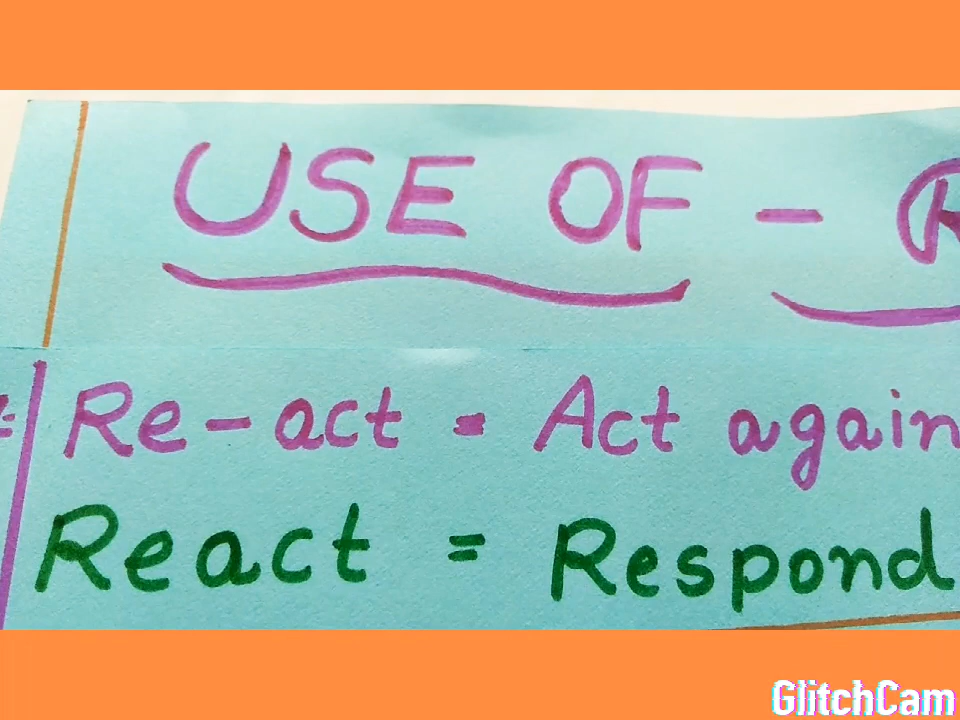 USE OF -
Re-act = Act again
React = Respond
GlitchCam